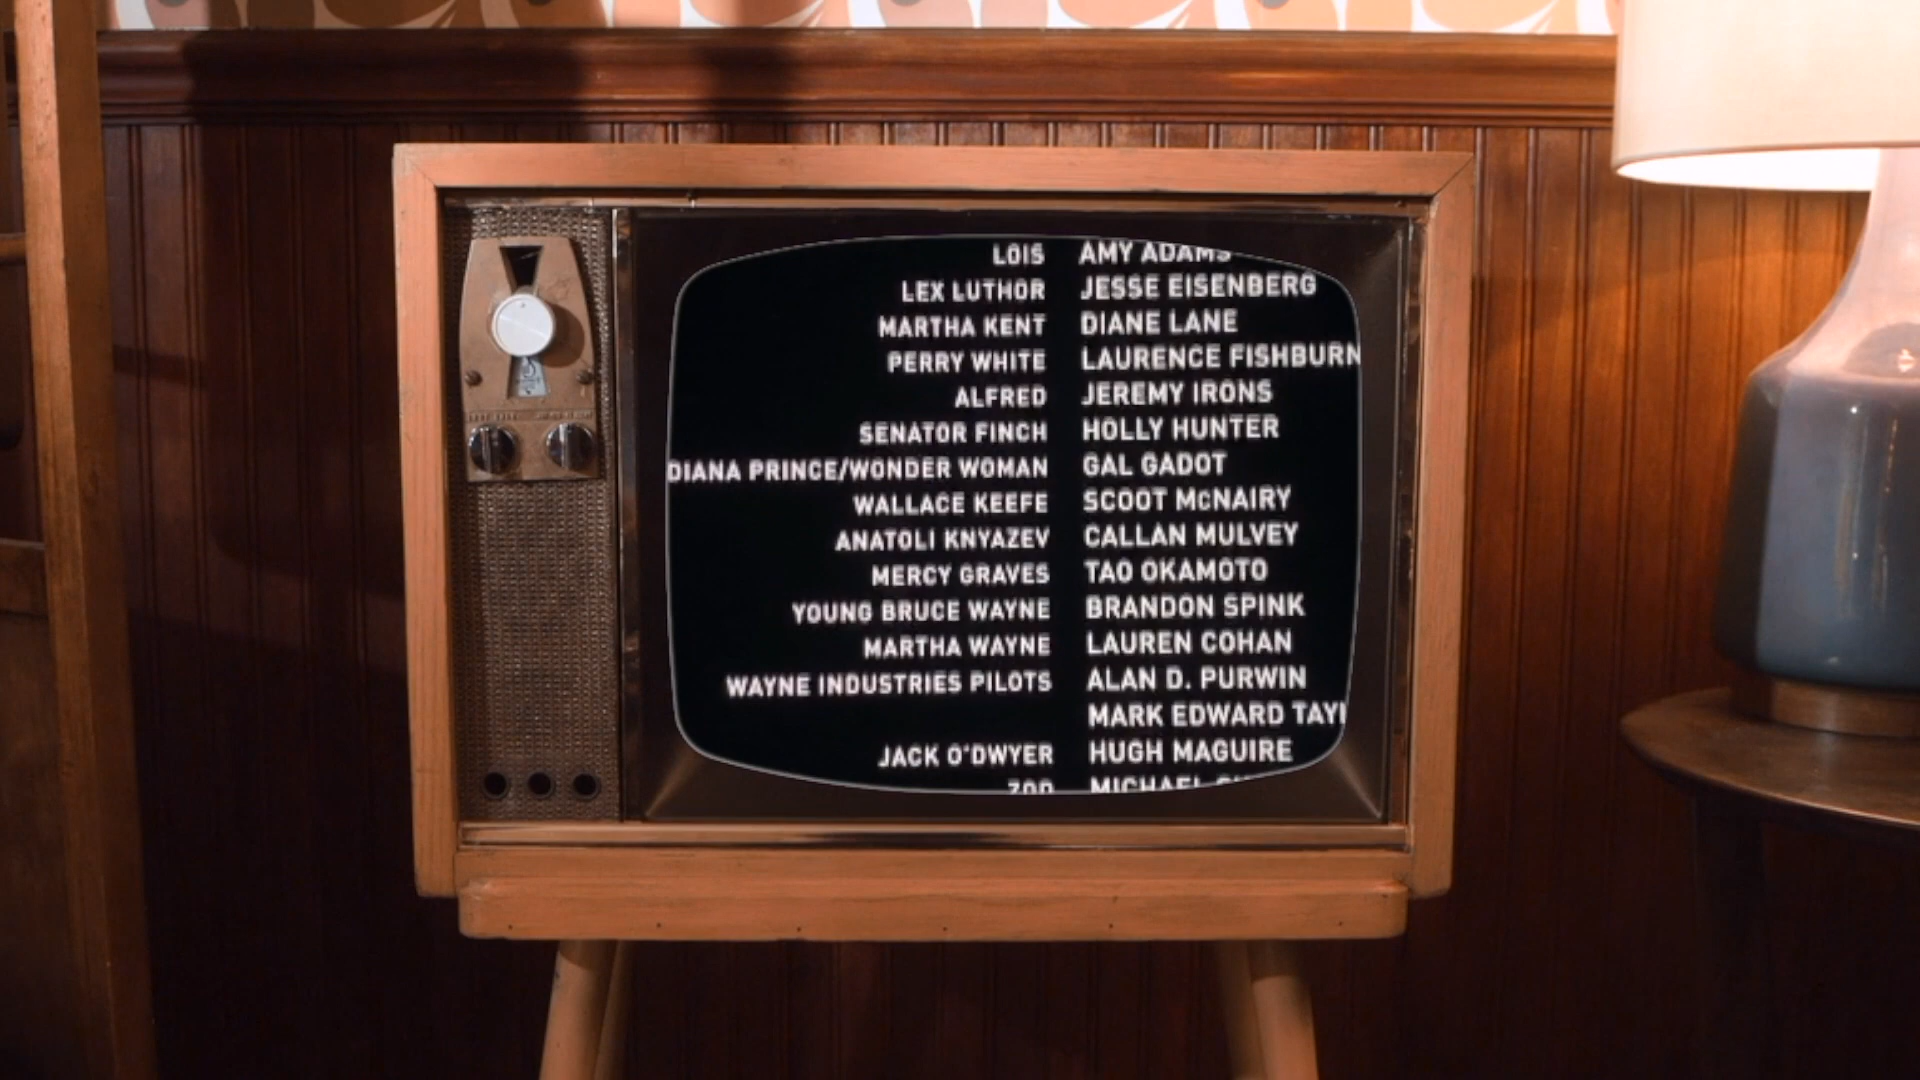 LOIS AMY ADAMS
LEX LUTHOR JESSE EISENBERG
MARTHA KENT DIANE LANE
PERRY WHITE LAURENCE FISHBURN
ALFRED JEREMY IRONS
SENATOR FINCH HOLLY HUNTER
DIANA PRINCE/WONDER WOMAN GAL GADOT
WALLACE KEEFE SCOOT McNAIRY
ANATOLI KNYAZEV CALLAN MULVEY
MERCY GRAVES TAO OKAMOTO
YOUNG BRUCE WAYNE BRANDON SPINK
MARTHA WAYNE LAUREN COHAN
WAYNE INDUSTRIES PILOTS ALAN D. PURWIN
MARK EDWARD TAY
JACK O'DWYER HUGH MAGUIRE
ZOD MICHAEL